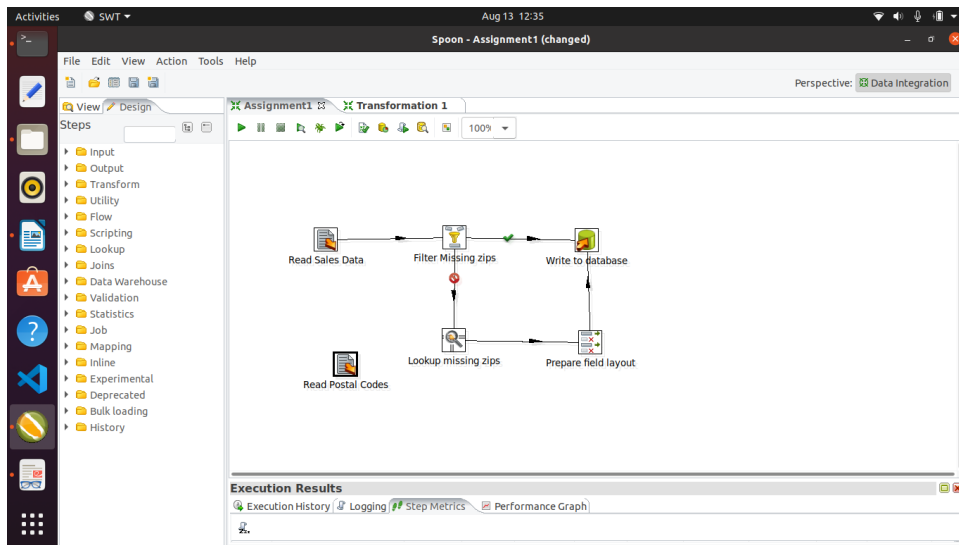 Activities SWT Aug 13 12:35
Spoon - Assignment1 (changed)
File Edit View Action Tools Help
Perspective: Data Integration
View Design
Assignment1 Transformation 1
Steps
100%
Input
Output
Transform
Utility
Flow
Scripting
Lookup
Joins
Data Warehouse
Validation
Statistics
Job
Mapping
Inline
Experimental
Deprecated
Bulk loading
History
Read Sales Data
Filter Missing zips
Write to database
Lookup missing zips
Prepare field layout
Read Postal Codes
Execution Results
Execution History Logging Step Metrics Performance Graph